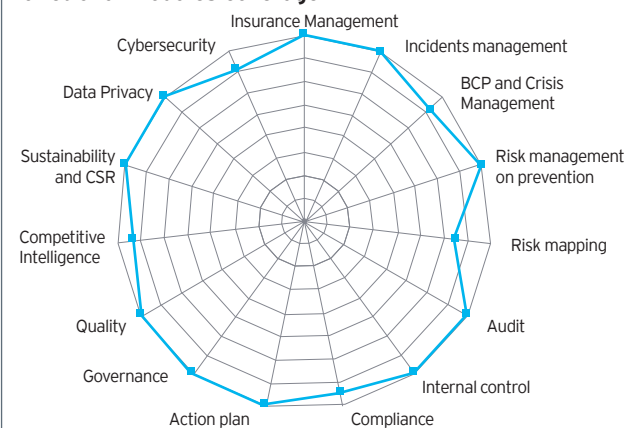 Insurance Management
Cybersecurity
Incidents management
Data Privacy
BCP and Crisis
Management
Sustainability
and CSR
Risk management
on prevention
Competitive
Intelligence
Risk mapping
Quality
Audit
Governance
Internal control
Action plan
Compliance